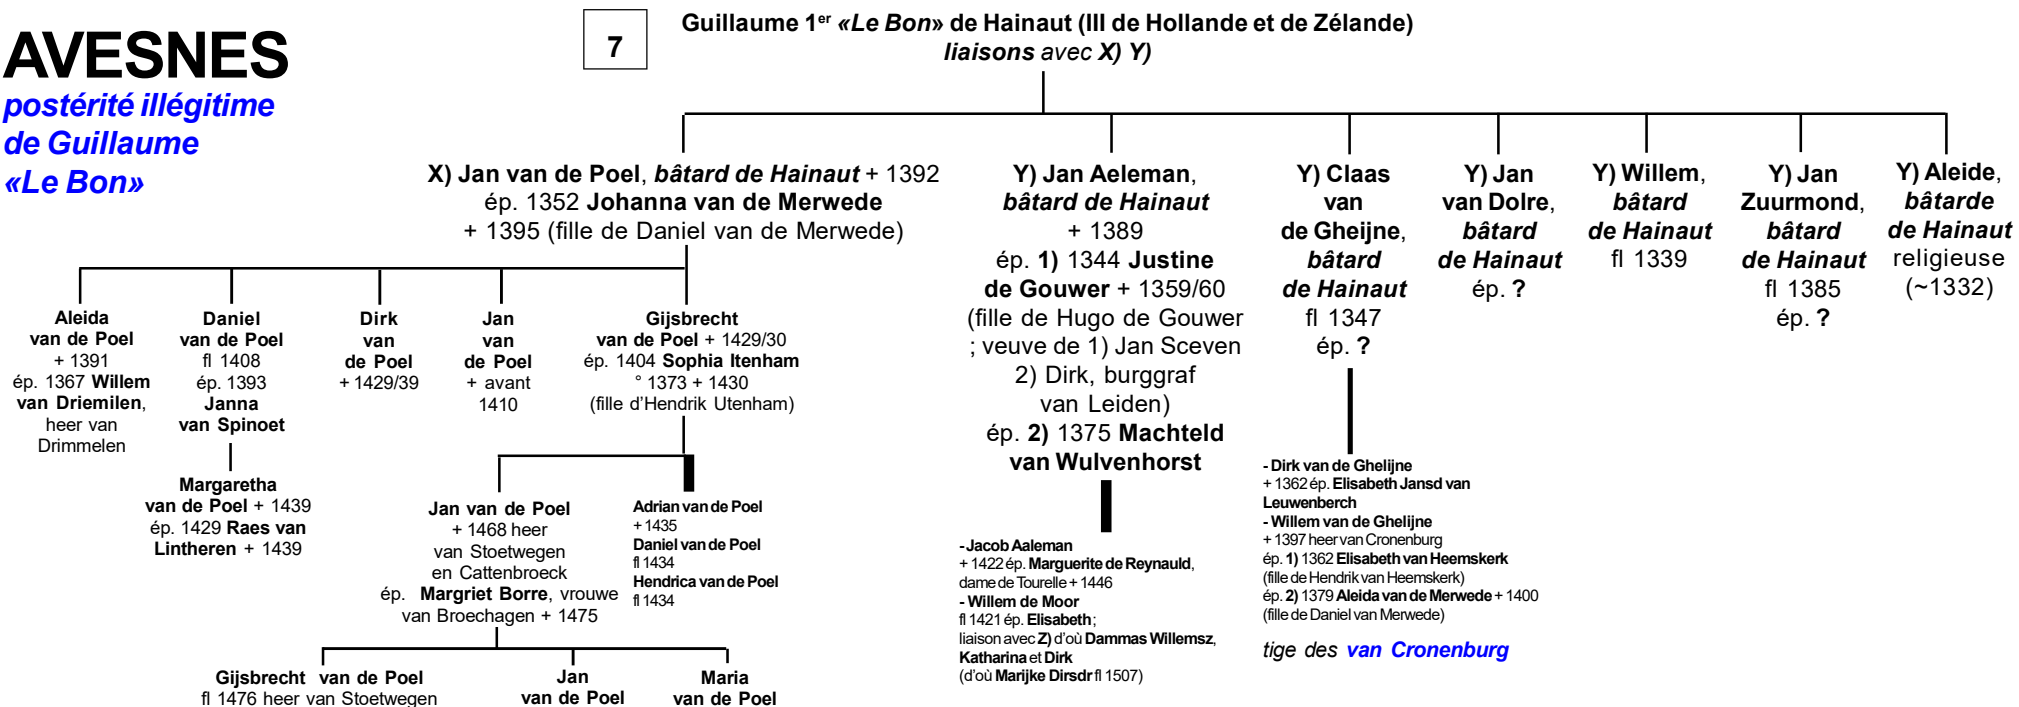 AVESNES
postérité illégitime
de Guillaume
«Le Bon»
7
Guillaume 1er «Le Bon» de Hainaut (III de Hollande et de Zélande)
liaisons avec X) Y)
X) Jan van de Poel, bâtard de Hainaut + 1392
ép. 1352 Johanna van de Merwede
+ 1395 (fille de Daniel van de Merwede)
Y) Jan Aeleman,
bâtard de Hainaut
+ 1389
ép. 1) 1344 Justine
de Gouwer + 1359/60
(fille de Hugo de Gouwer
; veuve de 1) Jan Sceven
2) Dirk, burggraf
van Leiden)
ép. 2) 1375 Machteld
van Wulvenhorst
Y) Claas
van
de Gheijne,
bâtard
de Hainaut
fl 1347
ép. ?
Y) Jan
van Dolre,
bâtard
de Hainaut
ép. ?
Y) Willem,
bâtard
de Hainaut
fl 1339
Y) Jan
Zuurmond,
bâtard
de Hainaut
fl 1385
ép. ?
Y) Aleide,
bâtarde
de Hainaut
religieuse
(~1332)
Aleida
van de Poel
+ 1391
ép. 1367 Willem
van Driemilen,
heer van
Drimmelen
Daniel
van de Poel
fl 1408
ép. 1393
Janna
van Spinoet
Dirk
van
de Poel
+ 1429/39
Jan
van
de Poel
+ avant
1410
Gijsbrecht
van de Poel + 1429/30
ép. 1404 Sophia Itenham
° 1373 + 1430
(fille d'Hendrik Utenham)
Margaretha
van de Poel + 1439
ép. 1429 Raes van
Lintheren + 1439
Jan van de Poel
+ 1468 heer
van Stoetwegen
en Cattenbroeck
ép. Margriet Borre, vrouwe
van Broechagen + 1475
Adrian van de Poel
+ 1435
Daniel van de Poel
fl 1434
Hendrica van de Poel
fl 1434
- Jacob Aaleman
+ 1422 ép. Marguerite de Reynauld,
dame de Tourelle + 1446
- Willem de Moor
fl 1421 ép. Elisabeth ;
liaison avec Z) d'où Dammas Willemsz,
Katharina et Dirk
(d'où Marijke Dirsdr fl 1507)
- Dirk van de Ghelijne
+ 1362 ép. Elisabeth Jansd van
Leuwenberch
- Willem van de Ghelijne
+ 1397 heer van Cronenburg
ép. 1) 1362 Elisabeth van Heemskerk
(fille de Hendrik van Heemskerk)
ép. 2) 1379 Aleida van de Merwede + 1400
(fille de Daniel van Merwede)
tige des van Cronenburg
Gijsbrecht van de Poel
fl 1476 heer van Stoetwegen
Jan
van de Poel
Maria
van de Poel